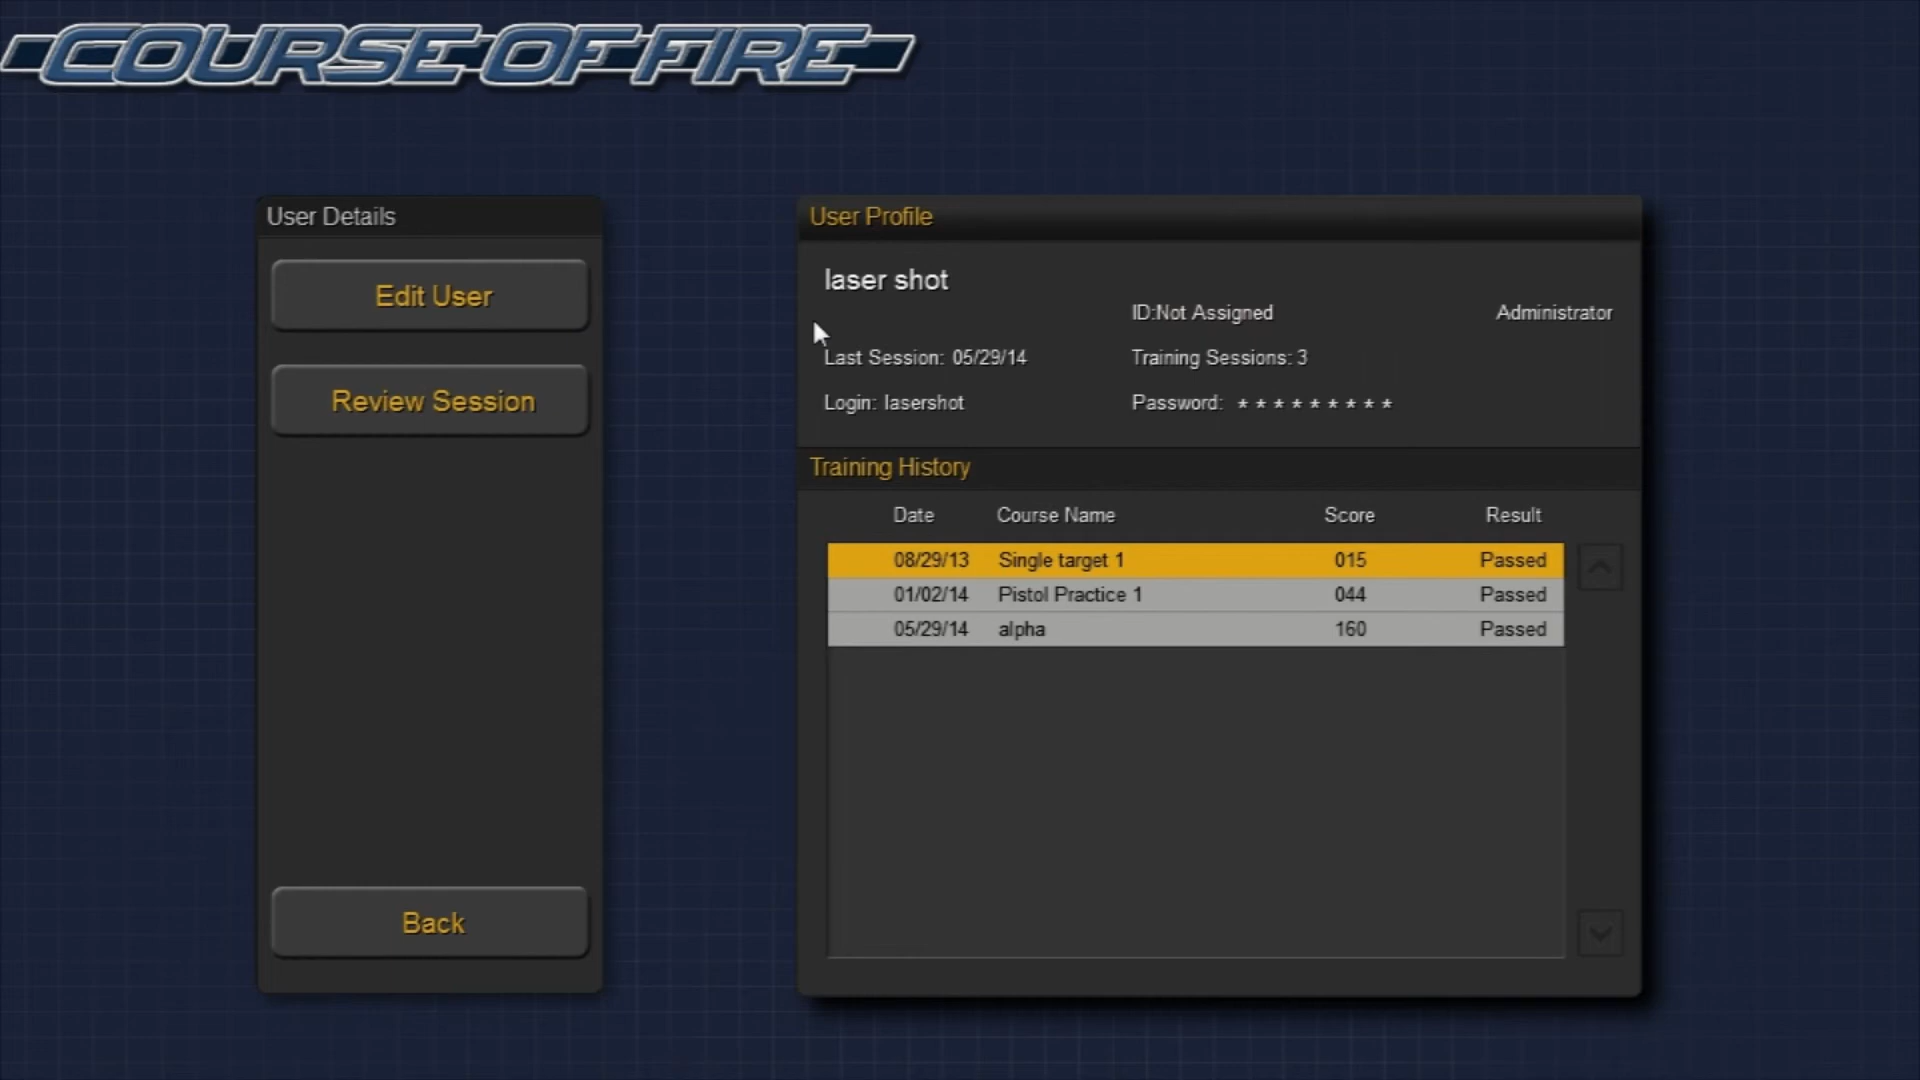 COURSE OF FIRE
User Details
Edit User
Review Session
Back
User Profile
laser shot
ID:Not Assigned
Administrator
Last Session: 05/29/14
Training Sessions: 3
Login: lasershot
Password: * * * * * * * * *
Training History
Date Course Name Score Result
08/29/13 Single target 1 015 Passed
01/02/14 Pistol Practice 1 044 Passed
05/29/14 alpha 160 Passed